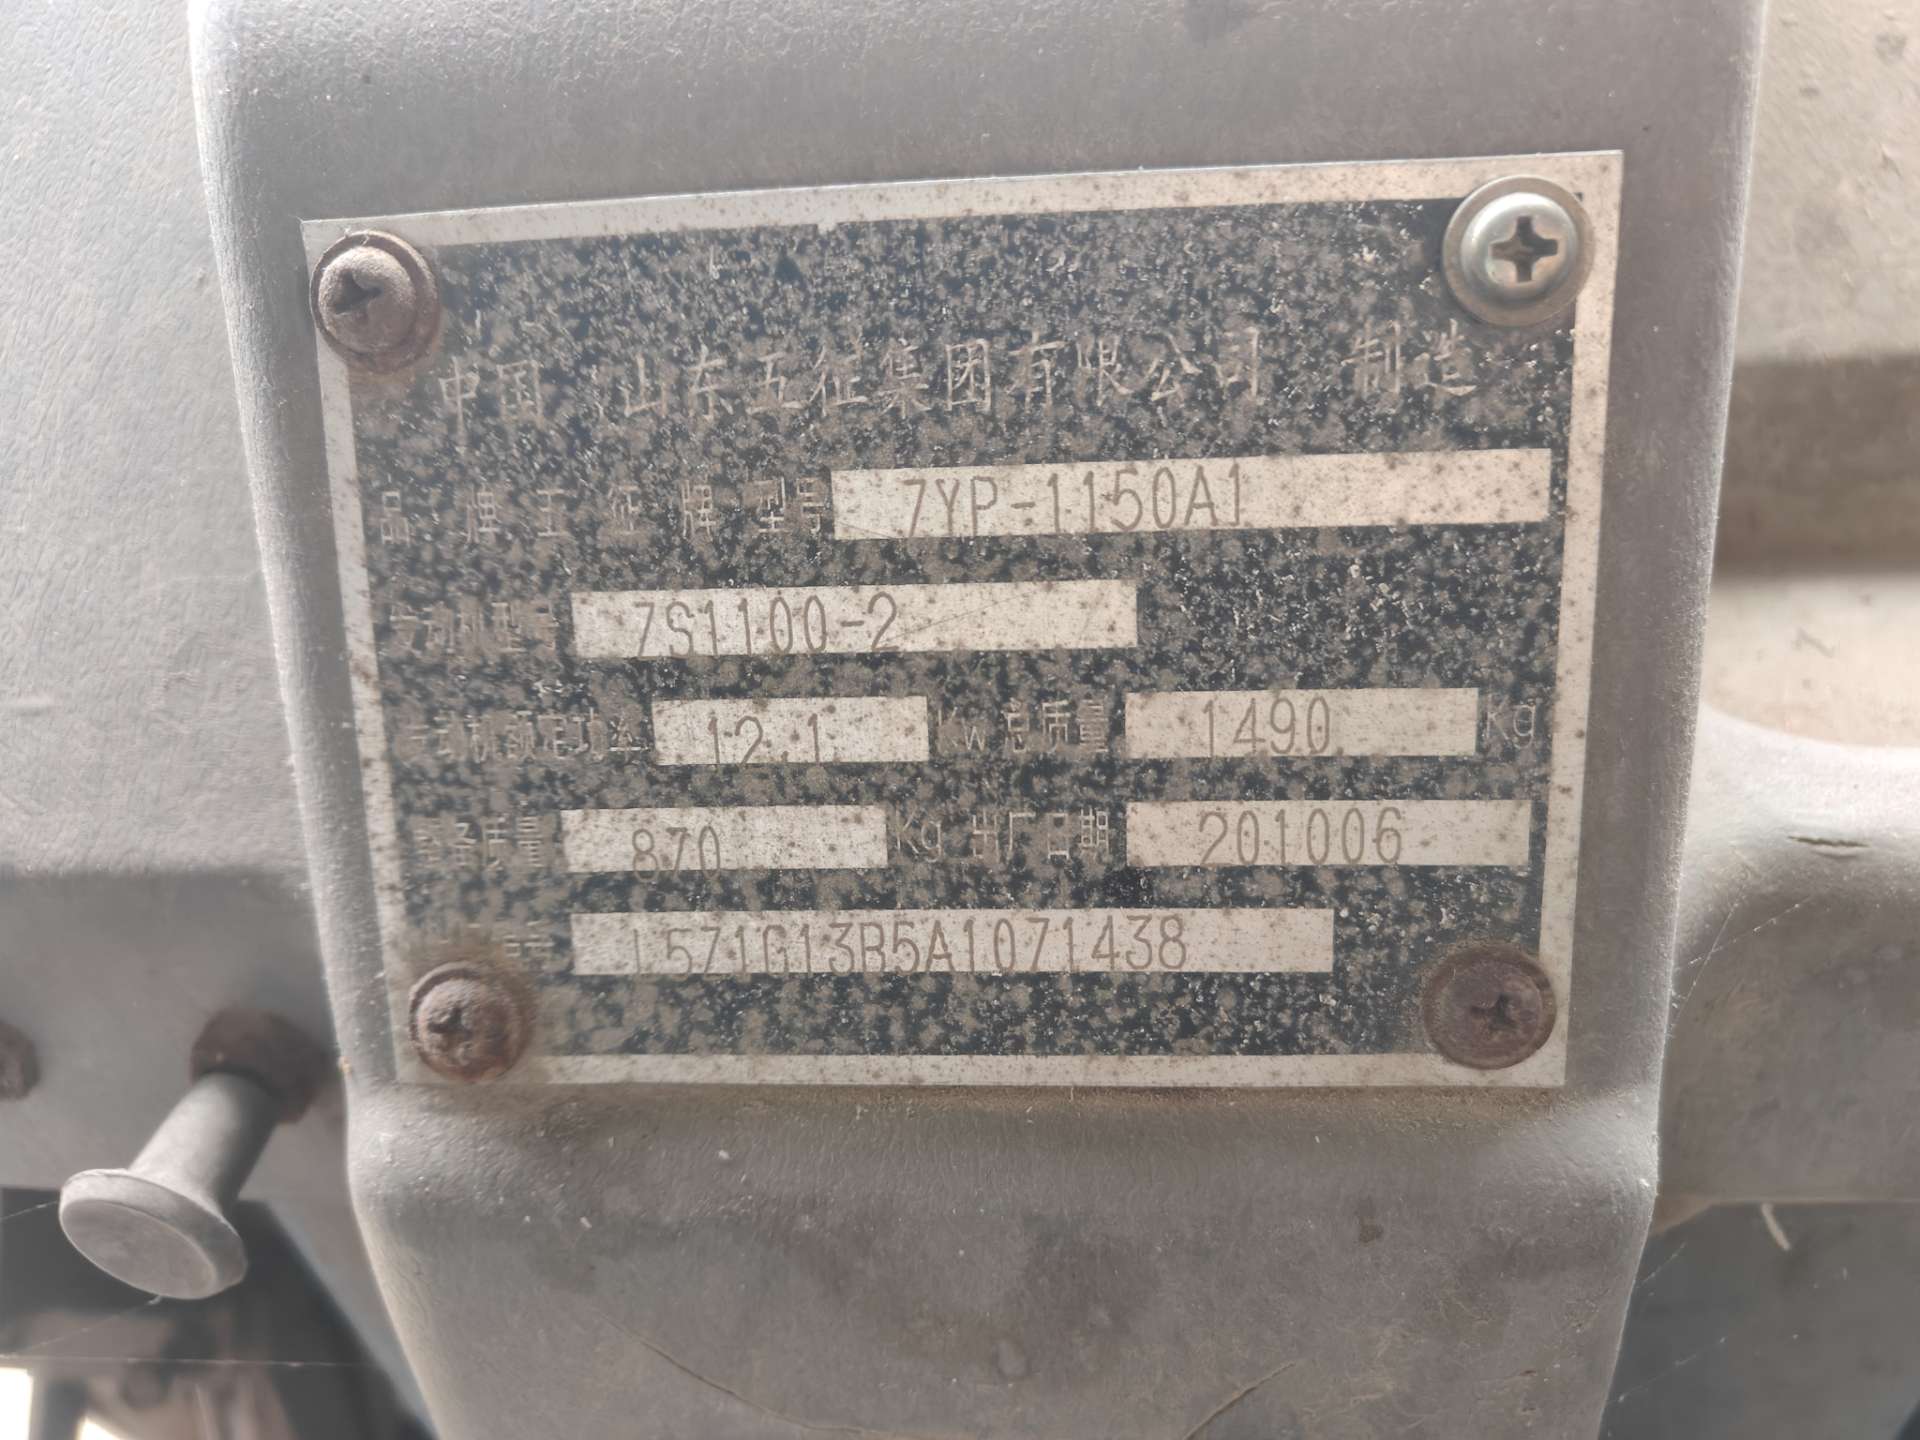 中国 山东五征集团有限公司 制造
品牌 五征牌 型号 7YP-1150A1
发动机型号 7S1100-2
发动机额定功率 12.1 Kw 总质量 1490 Kg
整备质量 870 Kg 出厂日期 201006
L571G13B5A1071438